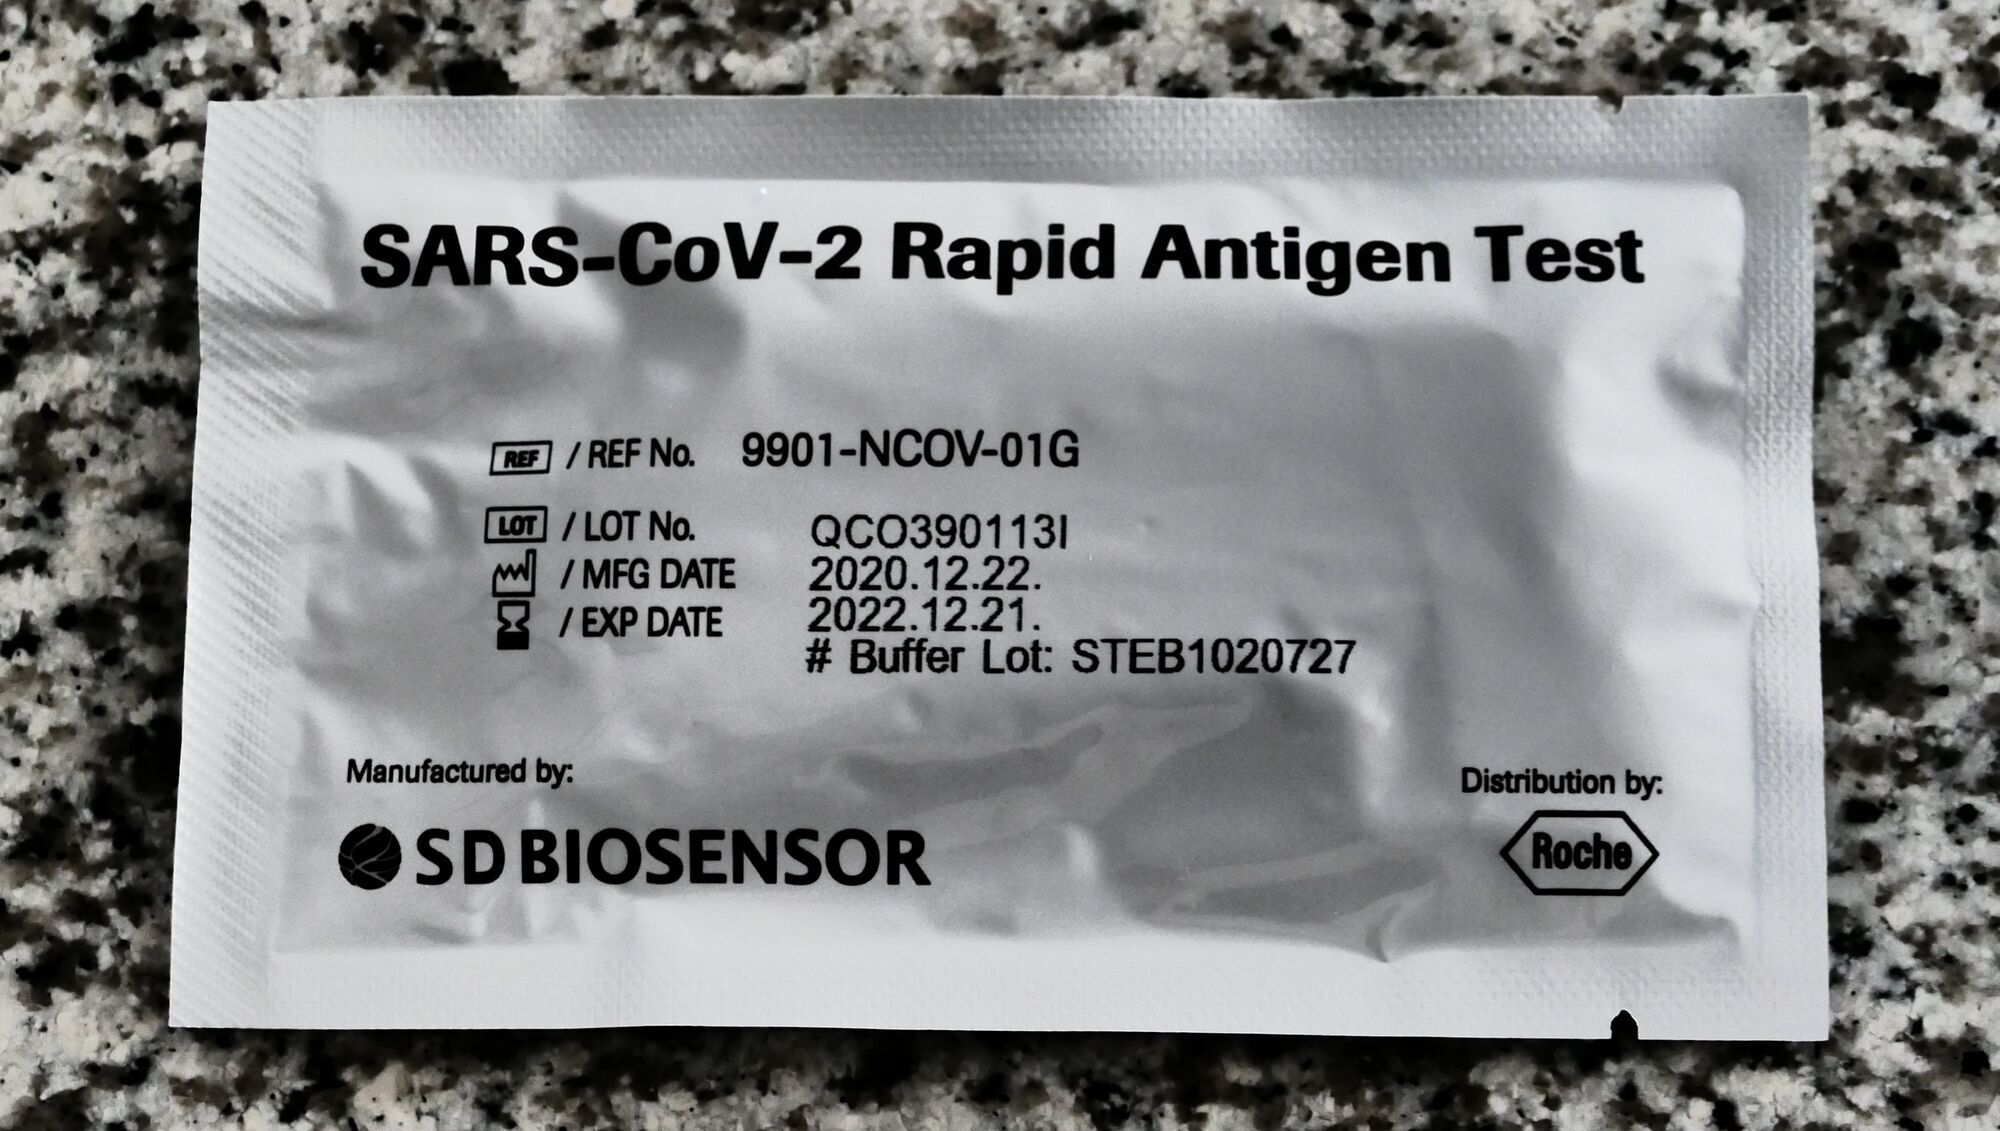 SARS-CoV-2 Rapid Antigen Test
REF / REF No. 9901-NCOV-01G
LOT / LOT No. QCO390113I
/ MFG DATE 2020.12.22.
/ EXP DATE 2022.12.21.
# Buffer Lot: STEB1020727
Manufactured by:
SD BIOSENSOR
Distribution by:
Roche